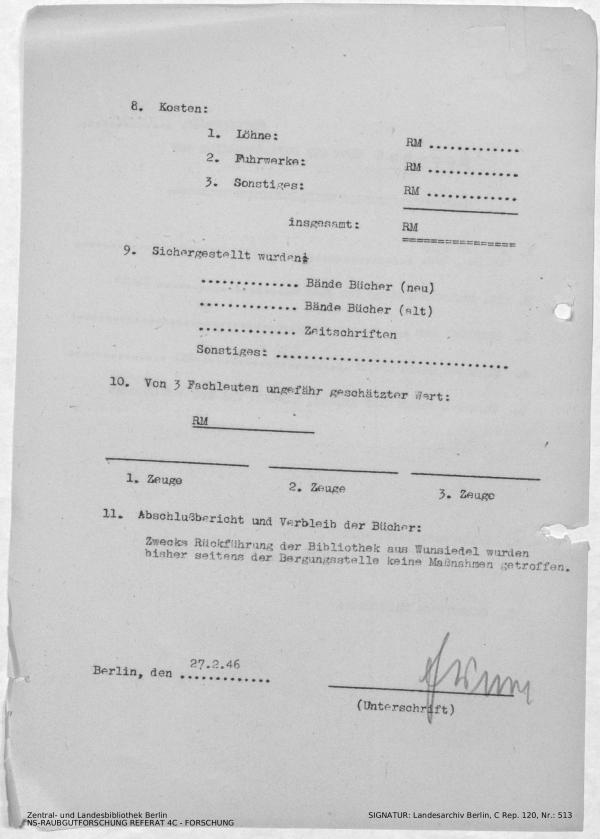 8. Kosten:
1. Löhne: RM .............
2. Fuhrwerke: RM .............
3. Sonstiges: RM .............
insgesamt: RM
================
9. Sichergestellt wurden:
.............. Bände Bücher (neu)
.............. Bände Bücher (alt)
.............. Zeitschriften
Sonstiges: ..................................
10. Von 3 Fachleuten ungefähr geschätzter Wert:
RM
1. Zeuge 2. Zeuge 3. Zeuge
11. Abschlußbericht und Verbleib der Bücher:
Zwecks Rückführung der Bibliothek aus Wunsiedel wurden
bisher seitens der Bergungsstelle keine Maßnahmen getroffen.
27.2.46
Berlin, den .............
(Unterschrift)
Zentral- und Landesbibliothek Berlin
NS-RAUBGUTFORSCHUNG REFERAT 4C - FORSCHUNG
SIGNATUR: Landesarchiv Berlin, C Rep. 120, Nr.: 513